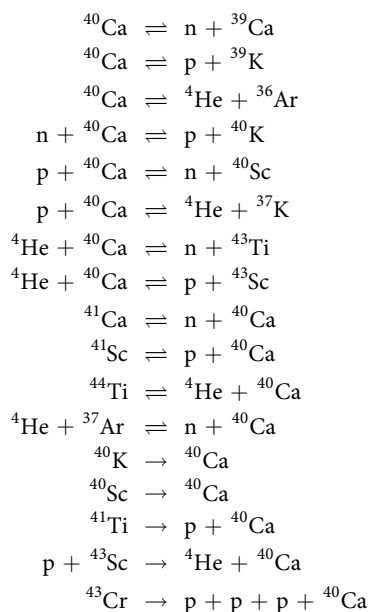 ⁴⁰Ca ⇌ n + ³⁹Ca
⁴⁰Ca ⇌ p + ³⁹K
⁴⁰Ca ⇌ ⁴He + ³⁶Ar
n + ⁴⁰Ca ⇌ p + ⁴⁰K
p + ⁴⁰Ca ⇌ n + ⁴⁰Sc
p + ⁴⁰Ca ⇌ ⁴He + ³⁷K
⁴He + ⁴⁰Ca ⇌ n + ⁴³Ti
⁴He + ⁴⁰Ca ⇌ p + ⁴³Sc
⁴¹Ca ⇌ n + ⁴⁰Ca
⁴¹Sc ⇌ p + ⁴⁰Ca
⁴⁴Ti ⇌ ⁴He + ⁴⁰Ca
⁴He + ³⁷Ar ⇌ n + ⁴⁰Ca
⁴⁰K → ⁴⁰Ca
⁴⁰Sc → ⁴⁰Ca
⁴¹Ti → p + ⁴⁰Ca
p + ⁴³Sc → ⁴He + ⁴⁰Ca
⁴³Cr → p + p + p + ⁴⁰Ca